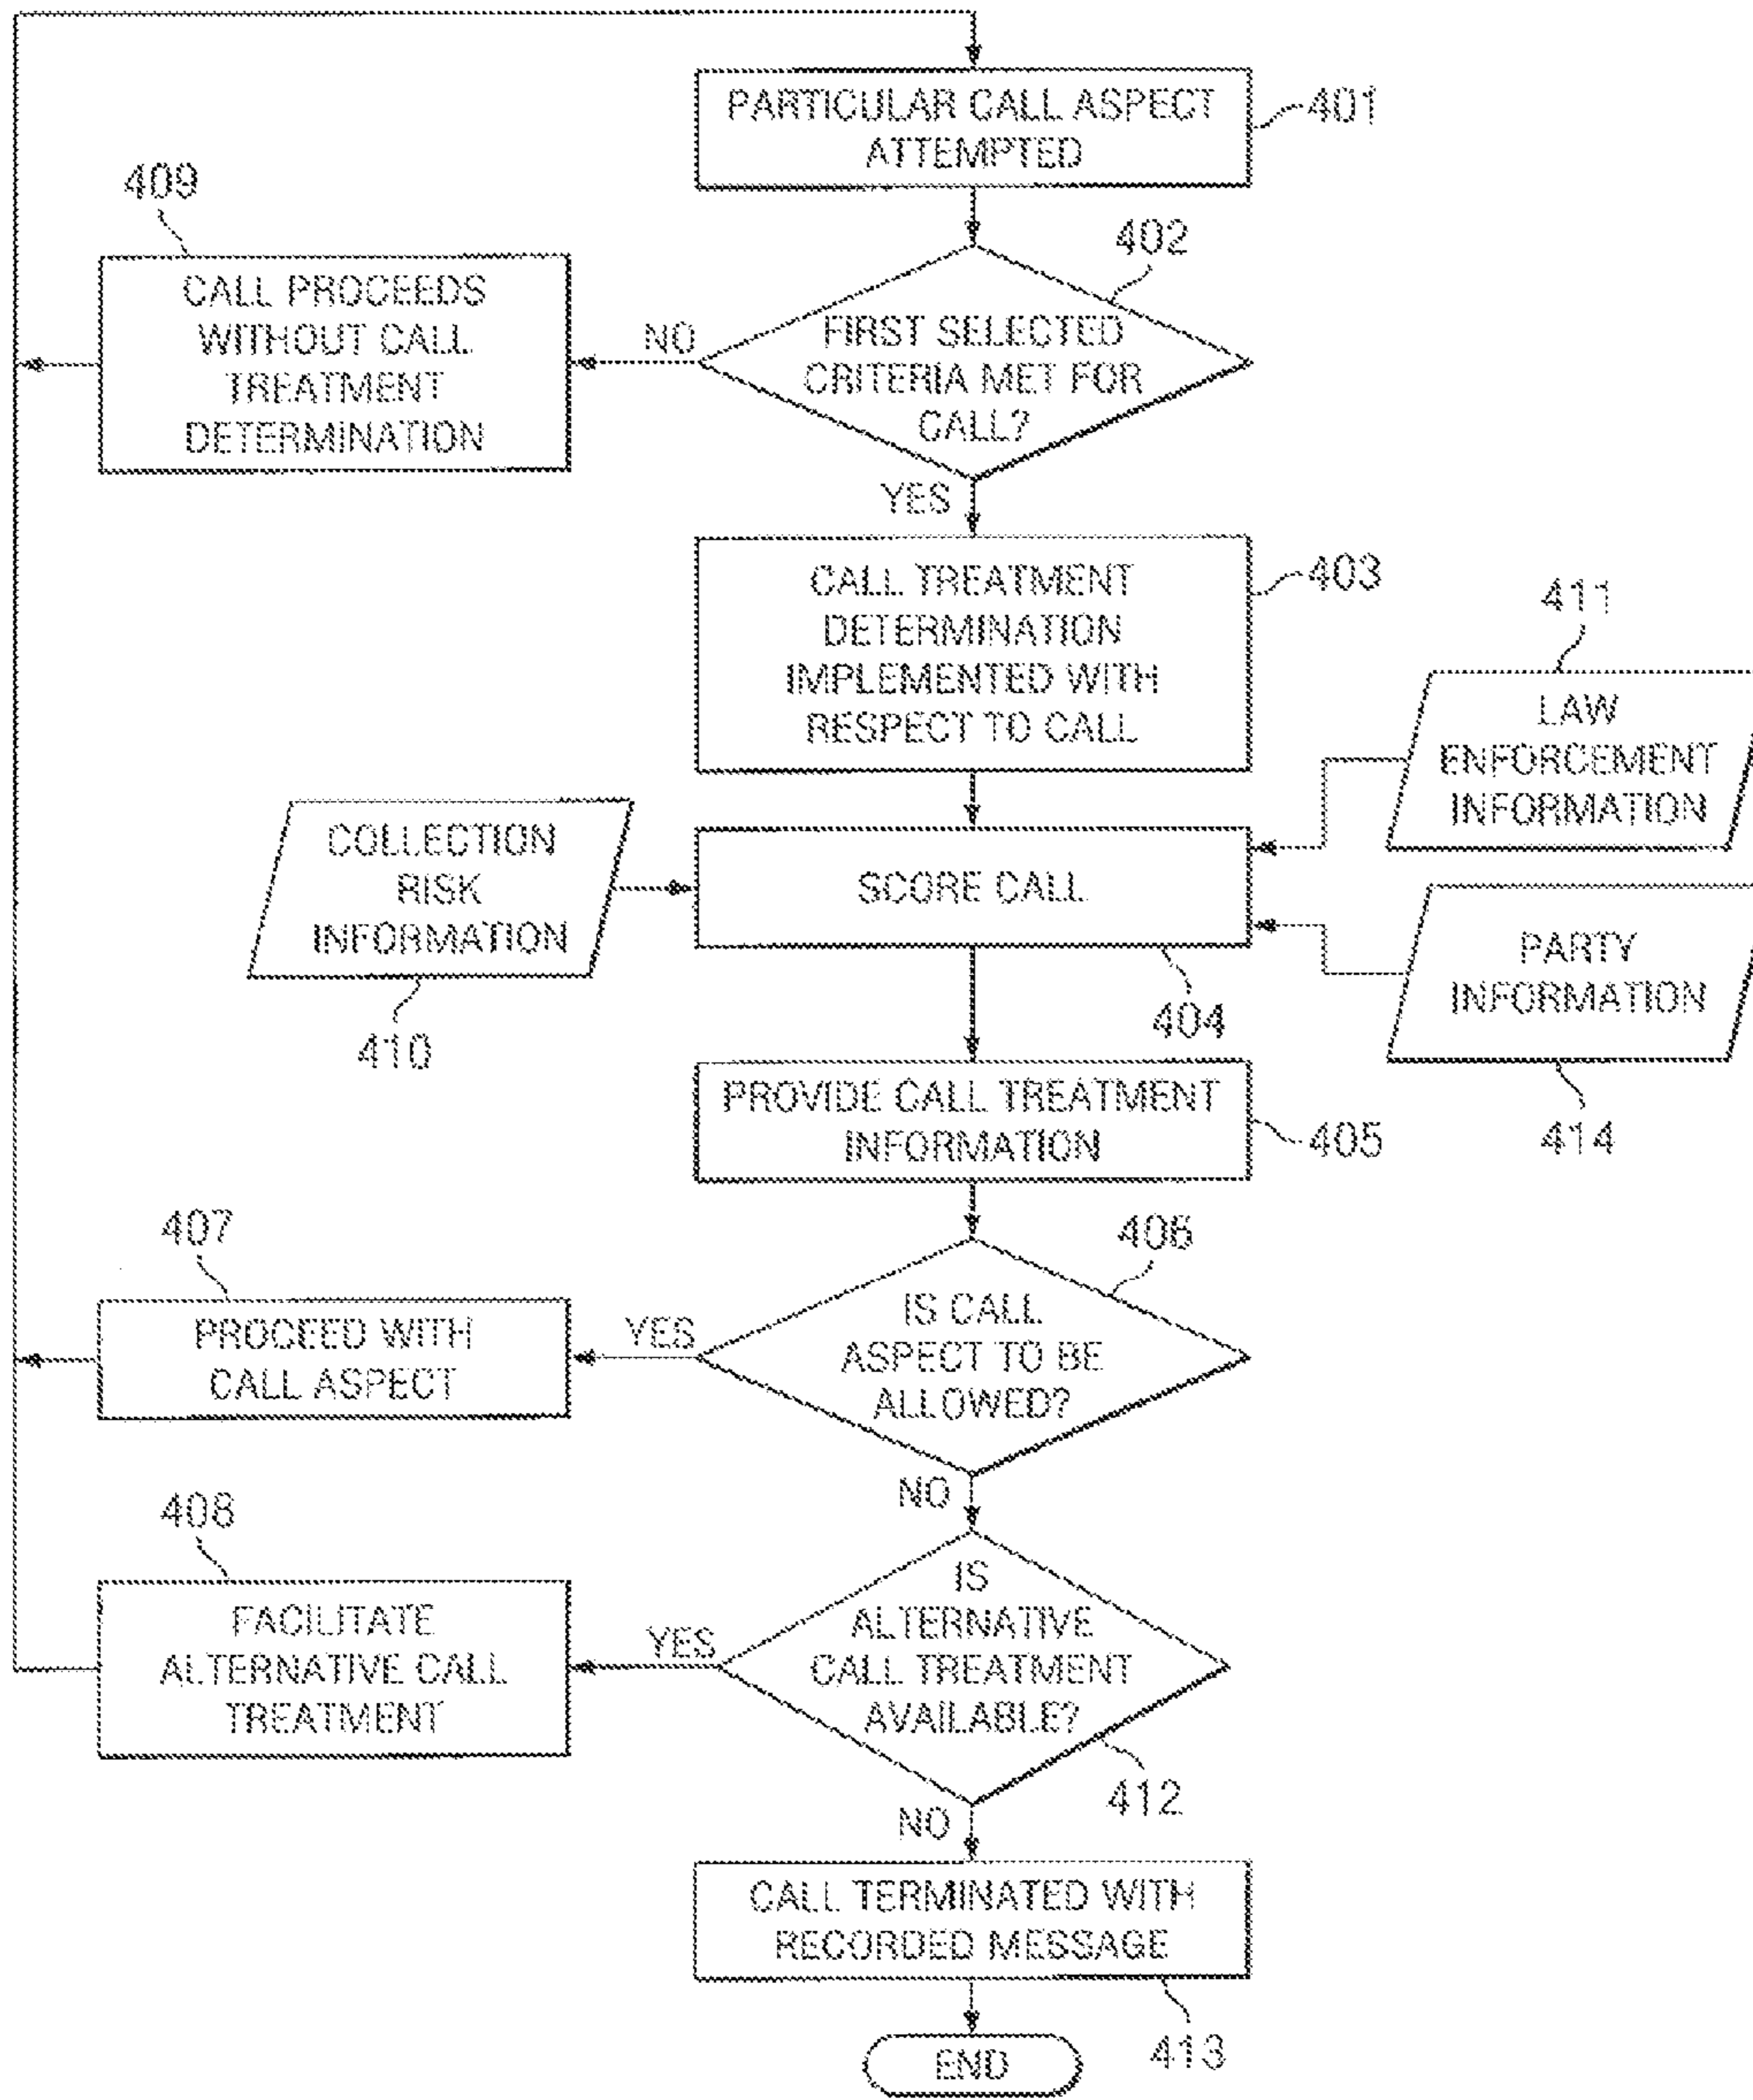 PARTICULAR CALL ASPECT
ATTEMPTED
401
409
CALL PROCEEDS
WITHOUT CALL
TREATMENT
DETERMINATION
NO
402
FIRST SELECTED
CRITERIA MET FOR
CALL?
YES
CALL TREATMENT
DETERMINATION
IMPLEMENTED WITH
RESPECT TO CALL
403
411
LAW
ENFORCEMENT
INFORMATION
COLLECTION
RISK
INFORMATION
410
SCORE CALL
404
PARTY
INFORMATION
414
PROVIDE CALL TREATMENT
INFORMATION
405
407
PROCEED WITH
CALL ASPECT
YES
406
IS CALL
ASPECT TO BE
ALLOWED?
NO
408
FACILITATE
ALTERNATIVE CALL
TREATMENT
YES
IS
ALTERNATIVE
CALL TREATMENT
AVAILABLE?
412
NO
CALL TERMINATED WITH
RECORDED MESSAGE
413
END